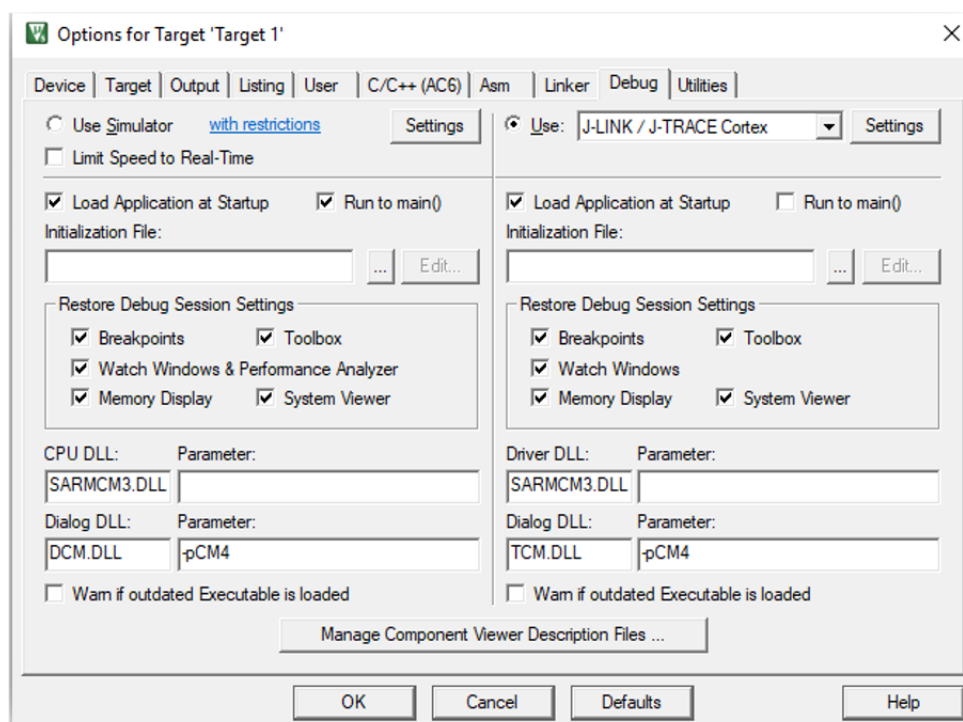 Options for Target 'Target 1'
Device Target Output Listing User C/C++ (AC6) Asm Linker Debug Utilities
Use Simulator with restrictions Settings
Limit Speed to Real-Time
Load Application at Startup Run to main()
Initialization File:
... Edit...
Restore Debug Session Settings
Breakpoints Toolbox
Watch Windows & Performance Analyzer
Memory Display System Viewer
CPU DLL: Parameter:
SARMCM3.DLL
Dialog DLL: Parameter:
DCM.DLL -pCM4
Warn if outdated Executable is loaded
Use: J-LINK / J-TRACE Cortex Settings
Load Application at Startup Run to main()
Initialization File:
... Edit...
Restore Debug Session Settings
Breakpoints Toolbox
Watch Windows
Memory Display System Viewer
Driver DLL: Parameter:
SARMCM3.DLL
Dialog DLL: Parameter:
TCM.DLL -pCM4
Warn if outdated Executable is loaded
Manage Component Viewer Description Files ...
OK Cancel Defaults Help